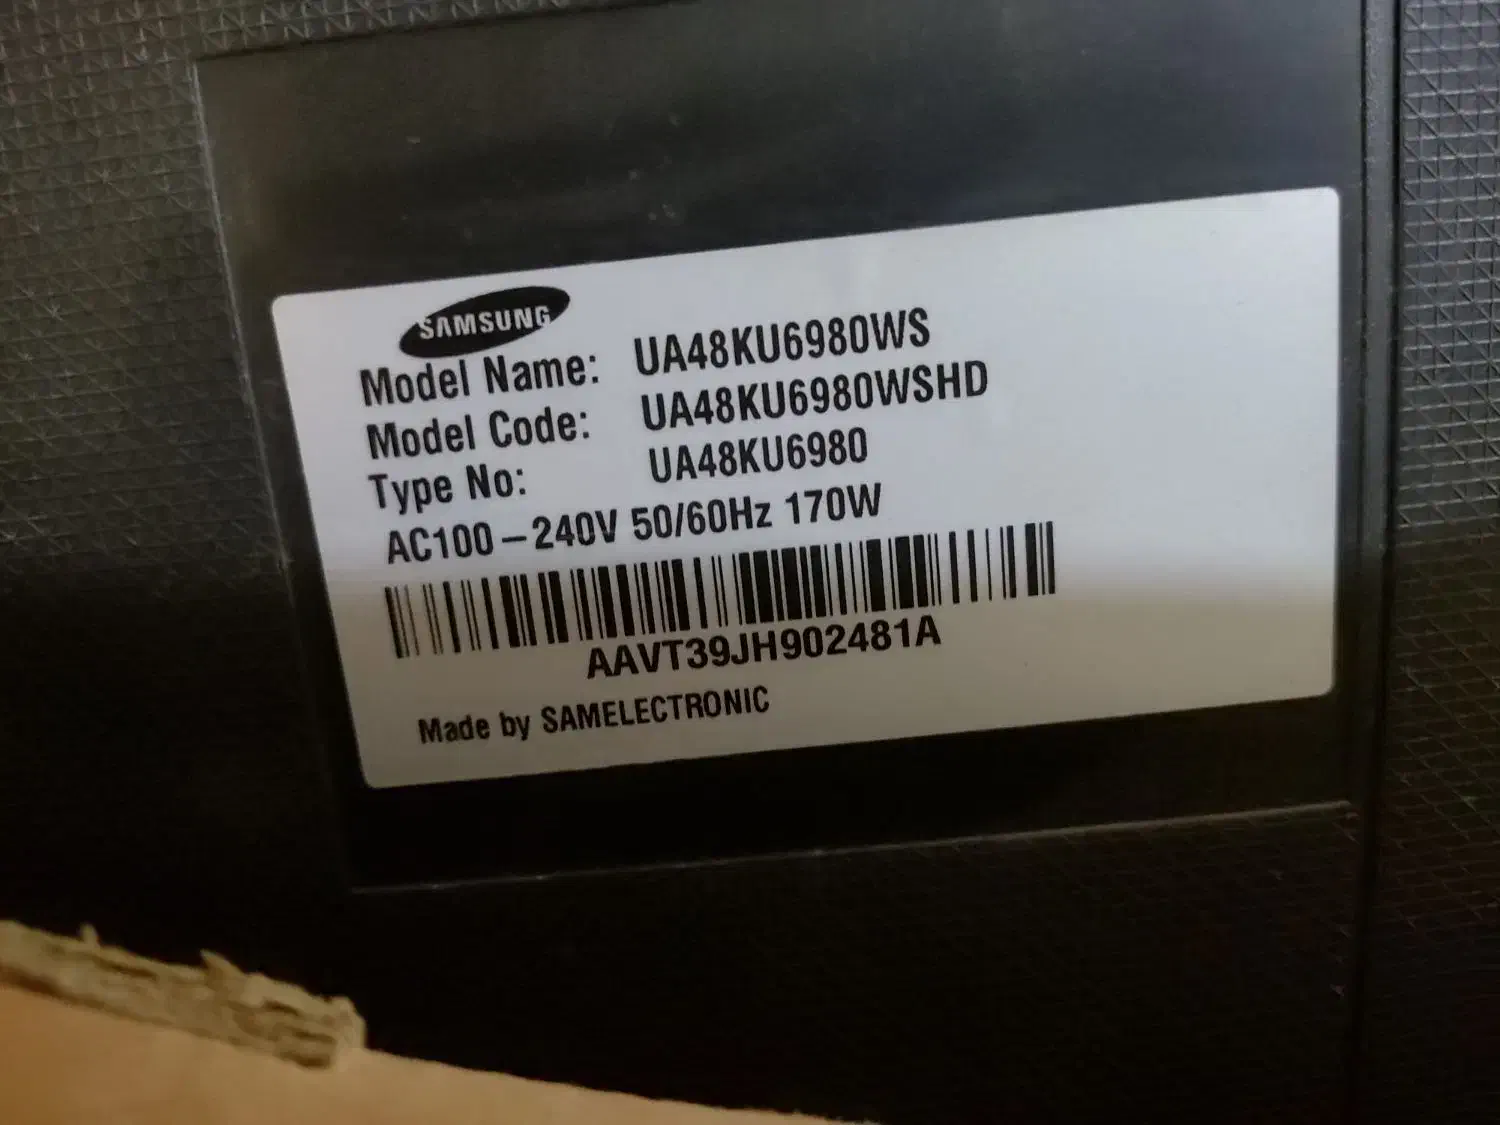 SAMSUNG
Model Name: UA48KU6980WS
Model Code: UA48KU6980WSHD
Type No: UA48KU6980
AC100-240V 50/60Hz 170W
AAVT39JH902481A
Made by SAMELECTRONIC